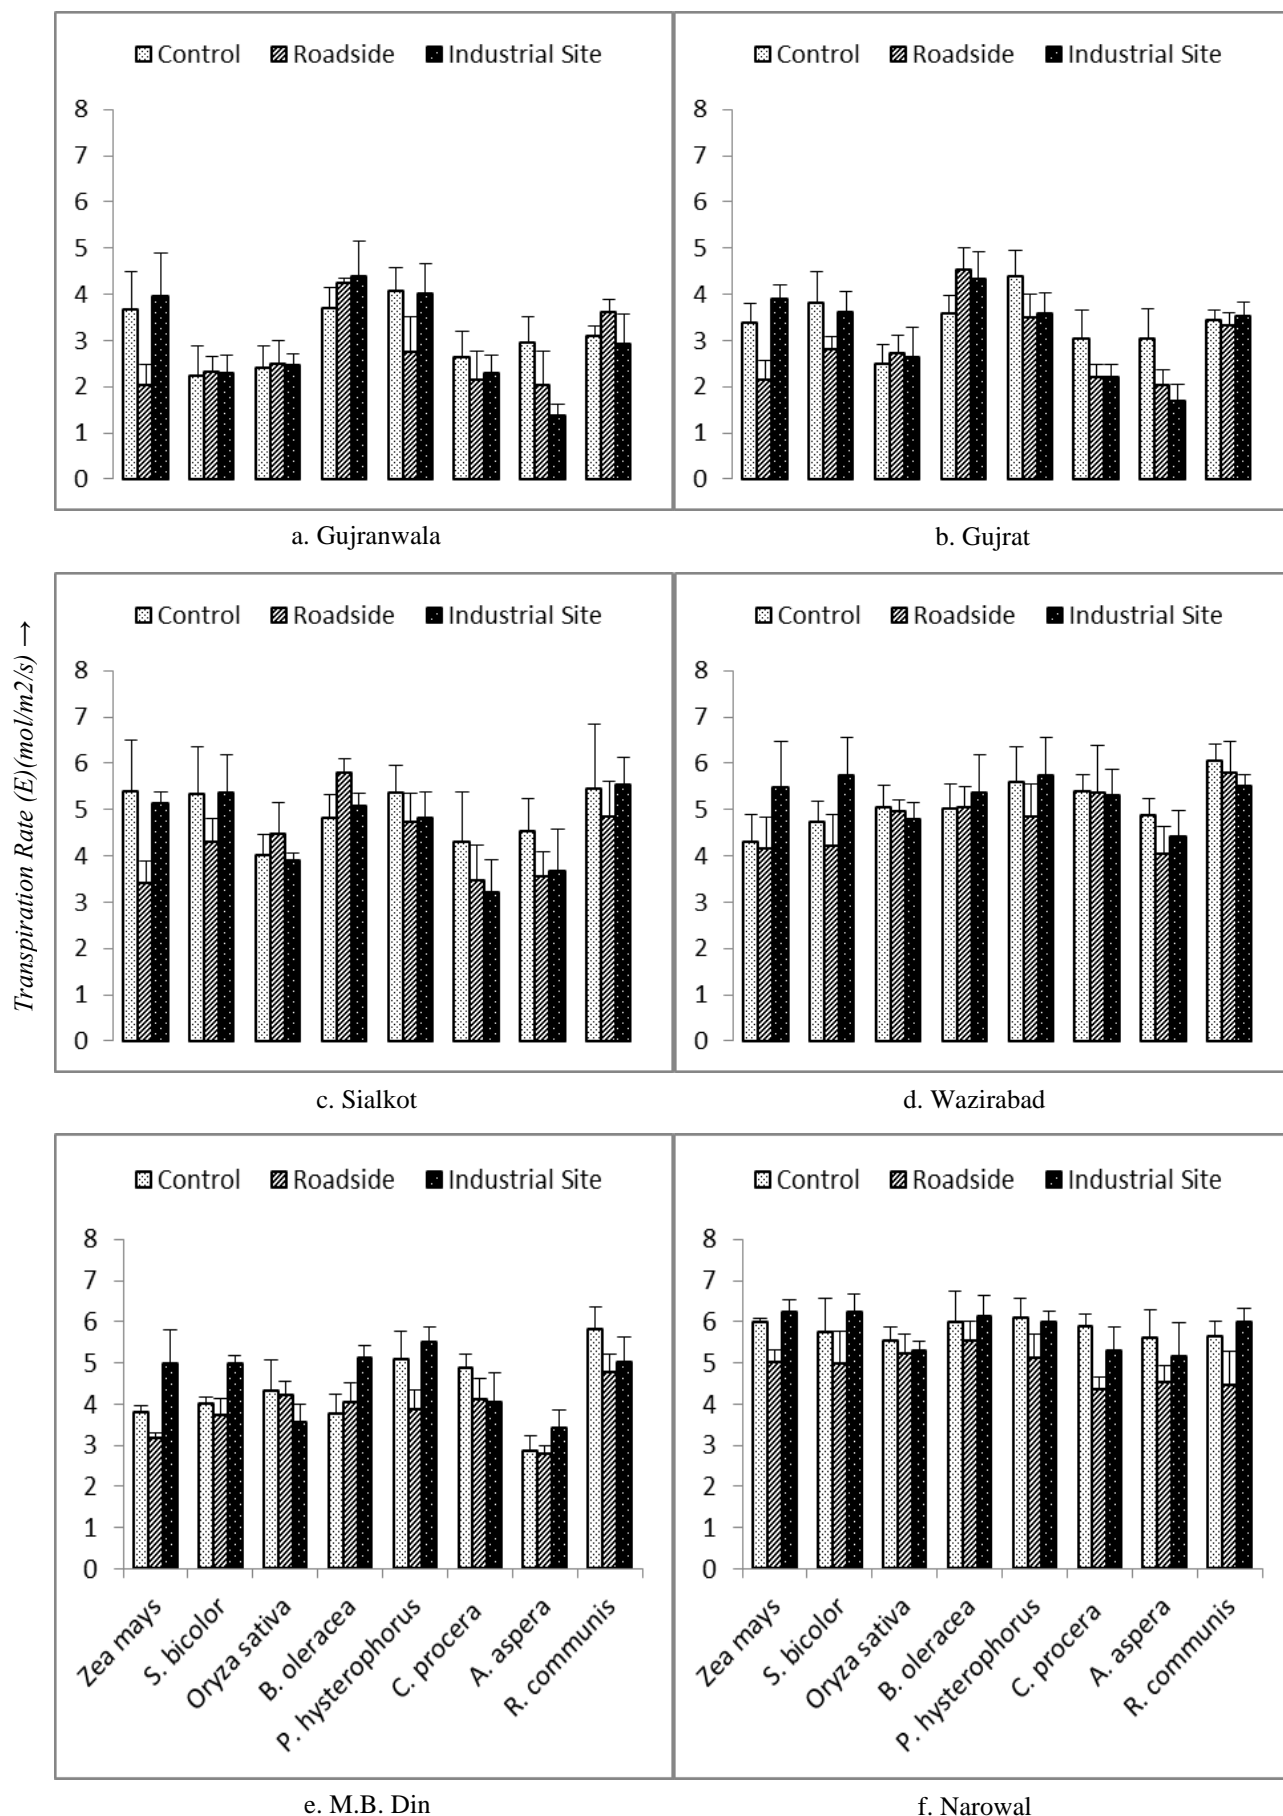 Control Roadside Industrial Site
8
7
6
5
4
3
2
1
0
a. Gujranwala
Control Roadside Industrial Site
8
7
6
5
4
3
2
1
0
b. Gujrat
Transpiration Rate (E)(mol/m2/s) →
Control Roadside Industrial Site
8
7
6
5
4
3
2
1
0
c. Sialkot
Control Roadside Industrial Site
8
7
6
5
4
3
2
1
0
d. Wazirabad
Control Roadside Industrial Site
8
7
6
5
4
3
2
1
0
Zea mays
S. bicolor
Oryza sativa
B. oleracea
P. hysterophorus
C. procera
A. aspera
R. communis
e. M.B. Din
Control Roadside Industrial Site
8
7
6
5
4
3
2
1
0
Zea mays
S. bicolor
Oryza sativa
B. oleracea
P. hysterophorus
C. procera
A. aspera
R. communis
f. Narowal